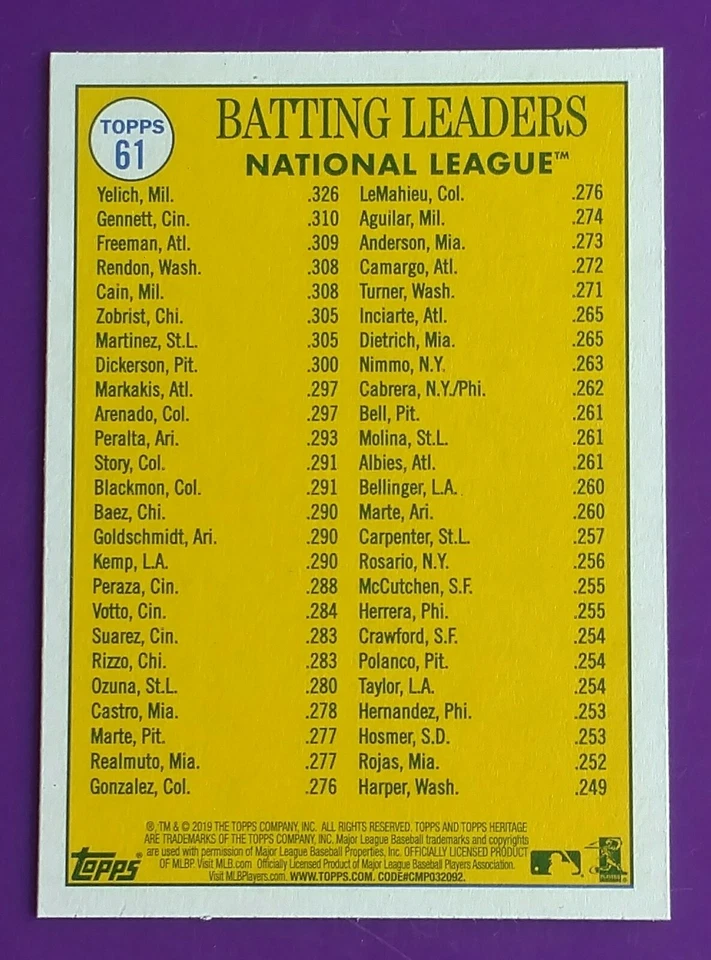 TOPPS
61
BATTING LEADERS
NATIONAL LEAGUE™
Yelich, Mil. .326
Gennett, Cin. .310
Freeman, Atl. .309
Rendon, Wash. .308
Cain, Mil. .308
Zobrist, Chi. .305
Martinez, St.L. .305
Dickerson, Pit. .300
Markakis, Atl. .297
Arenado, Col. .297
Peralta, Ari. .293
Story, Col. .291
Blackmon, Col. .291
Baez, Chi. .290
Goldschmidt, Ari. .290
Kemp, L.A. .290
Peraza, Cin. .288
Votto, Cin. .284
Suarez, Cin. .283
Rizzo, Chi. .283
Ozuna, St.L. .280
Castro, Mia. .278
Marte, Pit. .277
Realmuto, Mia. .277
Gonzalez, Col. .276
LeMahieu, Col. .276
Aguilar, Mil. .274
Anderson, Mia. .273
Camargo, Atl. .272
Turner, Wash. .271
Inciarte, Atl. .265
Dietrich, Mia. .265
Nimmo, N.Y. .263
Cabrera, N.Y./Phi. .262
Bell, Pit. .261
Molina, St.L. .261
Albies, Atl. .261
Bellinger, L.A. .260
Marte, Ari. .260
Carpenter, St.L. .257
Rosario, N.Y. .256
McCutchen, S.F. .255
Herrera, Phi. .255
Crawford, S.F. .254
Polanco, Pit. .254
Taylor, L.A. .254
Hernandez, Phi. .253
Hosmer, S.D. .253
Rojas, Mia. .252
Harper, Wash. .249
®, TM & © 2019 THE TOPPS COMPANY, INC. ALL RIGHTS RESERVED. TOPPS AND TOPPS HERITAGE
ARE TRADEMARKS OF THE TOPPS COMPANY, INC. Major League Baseball trademarks and copyrights
are used with permission of Major League Baseball Properties, Inc. OFFICIALLY LICENSED PRODUCT
OF MLBP. Visit MLB.com Officially Licensed Product of Major League Baseball Players Association.
Visit MLBPlayers.com. WWW.TOPPS.COM. CODE#CMP032092.
topps®
PLAYERS